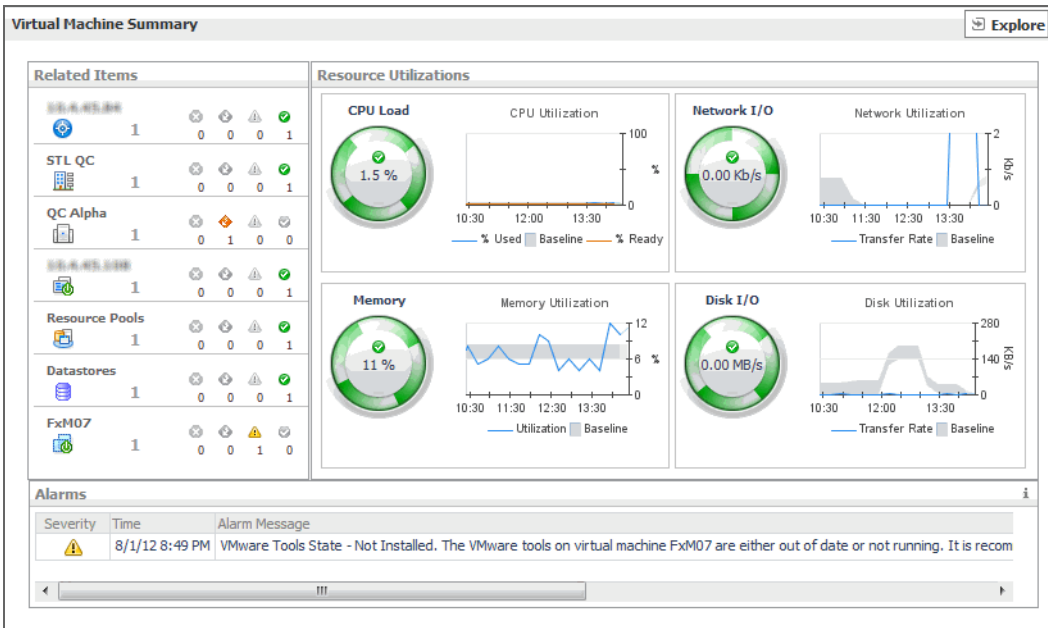 Virtual Machine Summary
Explore
Related Items
1
0 0 0 1
STL QC
1
0 0 0 1
QC Alpha
1
0 1 0 0
1
0 0 0 1
Resource Pools
1
0 0 0 1
Datastores
1
0 0 0 1
FxM07
1
0 0 1 0
Resource Utilizations
CPU Load
1.5 %
CPU Utilization
100
%
0
10:30 12:00 13:30
% Used Baseline % Ready
Network I/O
0.00 Kb/s
Network Utilization
2
Kb/s
0
10:30 11:30 12:30 13:30
Transfer Rate Baseline
Memory
11 %
Memory Utilization
12
6 %
0
10:30 11:30 12:30 13:30
Utilization Baseline
Disk I/O
0.00 MB/s
Disk Utilization
280
140 KB/s
0
10:30 12:00 13:30
Transfer Rate Baseline
Alarms
Severity Time Alarm Message
8/1/12 8:49 PM VMware Tools State - Not Installed. The VMware tools on virtual machine FxM07 are either out of date or not running. It is recom